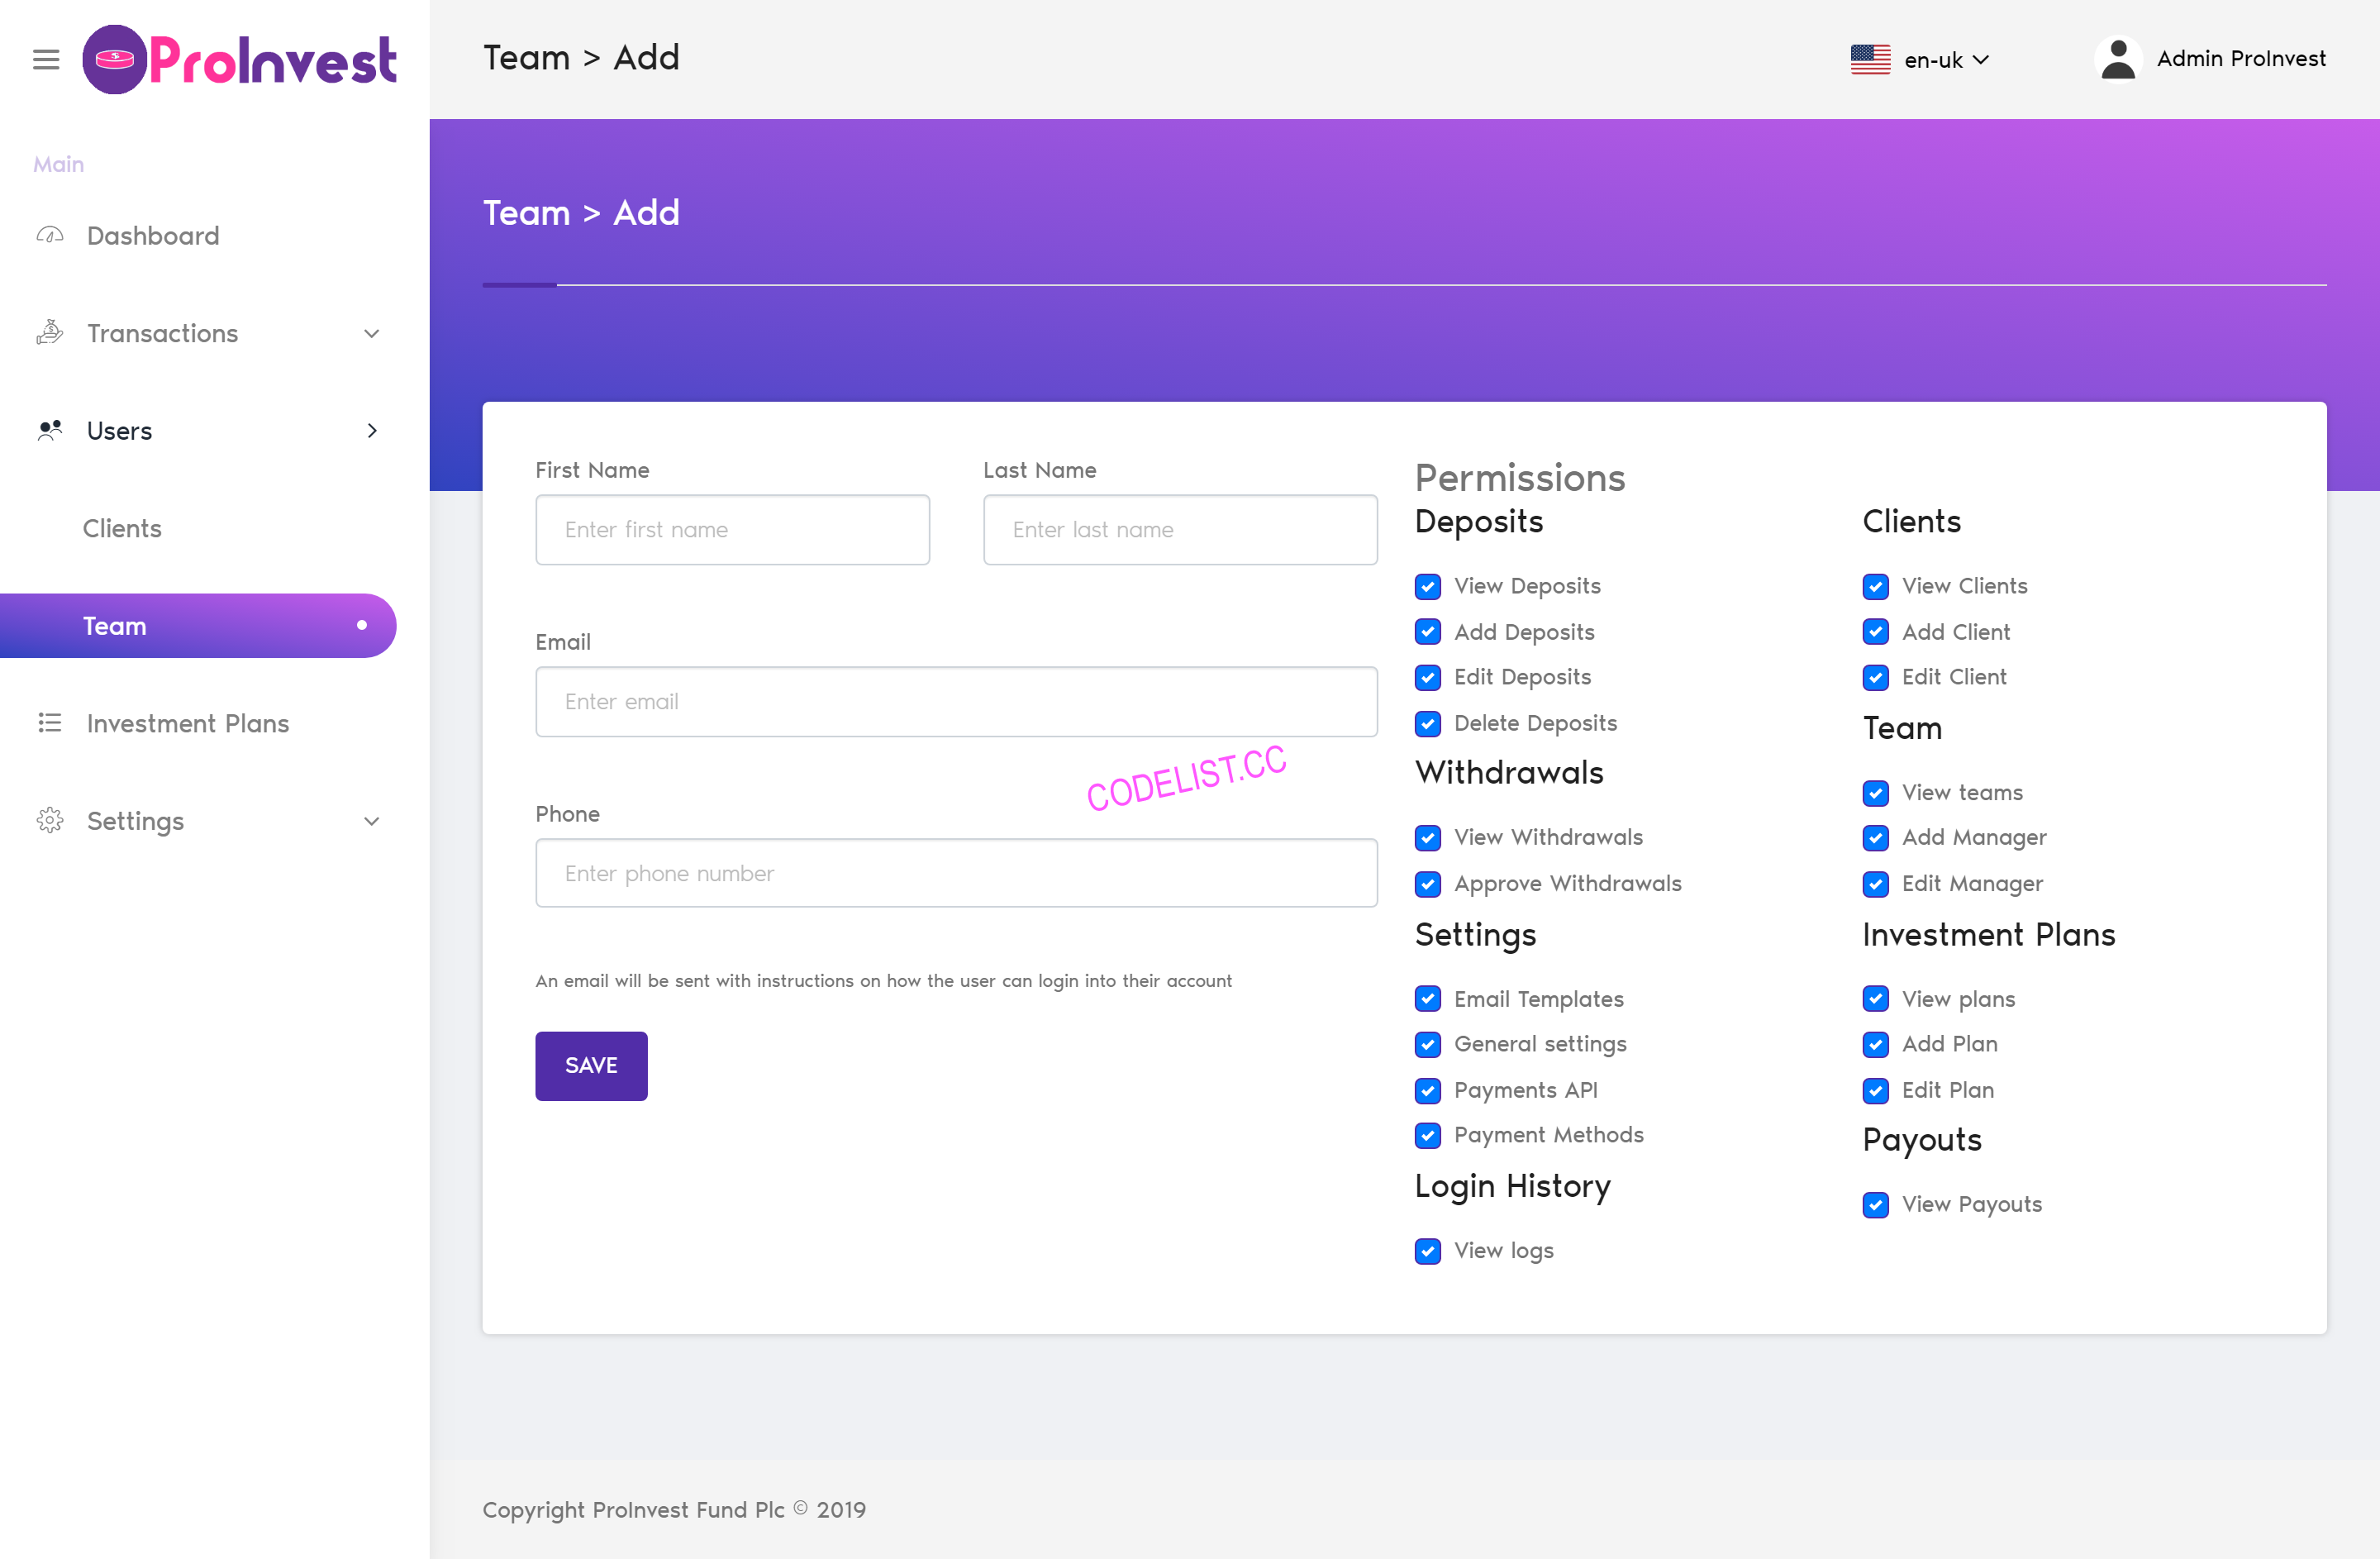 ProInvest
Team > Add
en-uk
Admin ProInvest
Main
Dashboard
Transactions
Users
Clients
Team
Investment Plans
Settings
Team > Add
First Name
Last Name
Enter first name
Enter last name
Email
Enter email
CODELIST.CC
Phone
Enter phone number
An email will be sent with instructions on how the user can login into their account
SAVE
Permissions
Deposits
View Deposits
Add Deposits
Edit Deposits
Delete Deposits
Withdrawals
View Withdrawals
Approve Withdrawals
Settings
Email Templates
General settings
Payments API
Payment Methods
Login History
View logs
Clients
View Clients
Add Client
Edit Client
Team
View teams
Add Manager
Edit Manager
Investment Plans
View plans
Add Plan
Edit Plan
Payouts
View Payouts
Copyright ProInvest Fund Plc © 2019